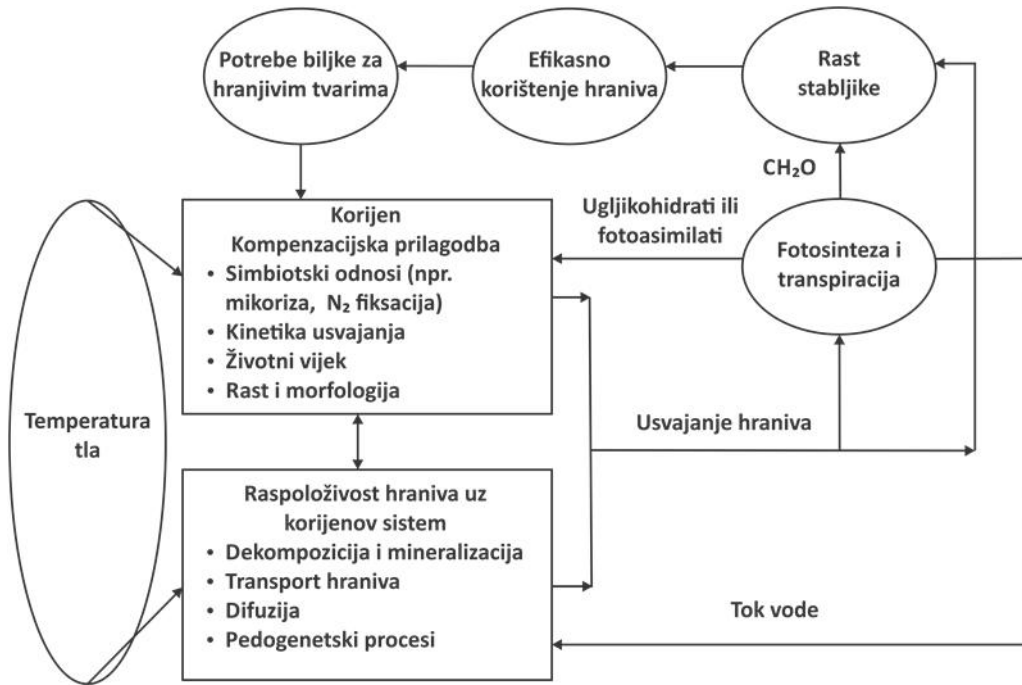 Potrebe biljke za
hranjivim tvarima
Efikasno
korištenje hraniva
Rast
stabljike
CH₂O
Korijen
Kompenzacijska prilagodba
• Simbiotski odnosi (npr.
mikoriza, N₂ fiksacija)
• Kinetika usvajanja
• Životni vijek
• Rast i morfologija
Ugljikohidrati ili
fotoasimilati
Fotosinteza i
transpiracija
Temperatura
tla
Usvajanje hraniva
Raspoloživost hraniva uz
korijenov sistem
• Dekompozicija i mineralizacija
• Transport hraniva
• Difuzija
• Pedogenetski procesi
Tok vode